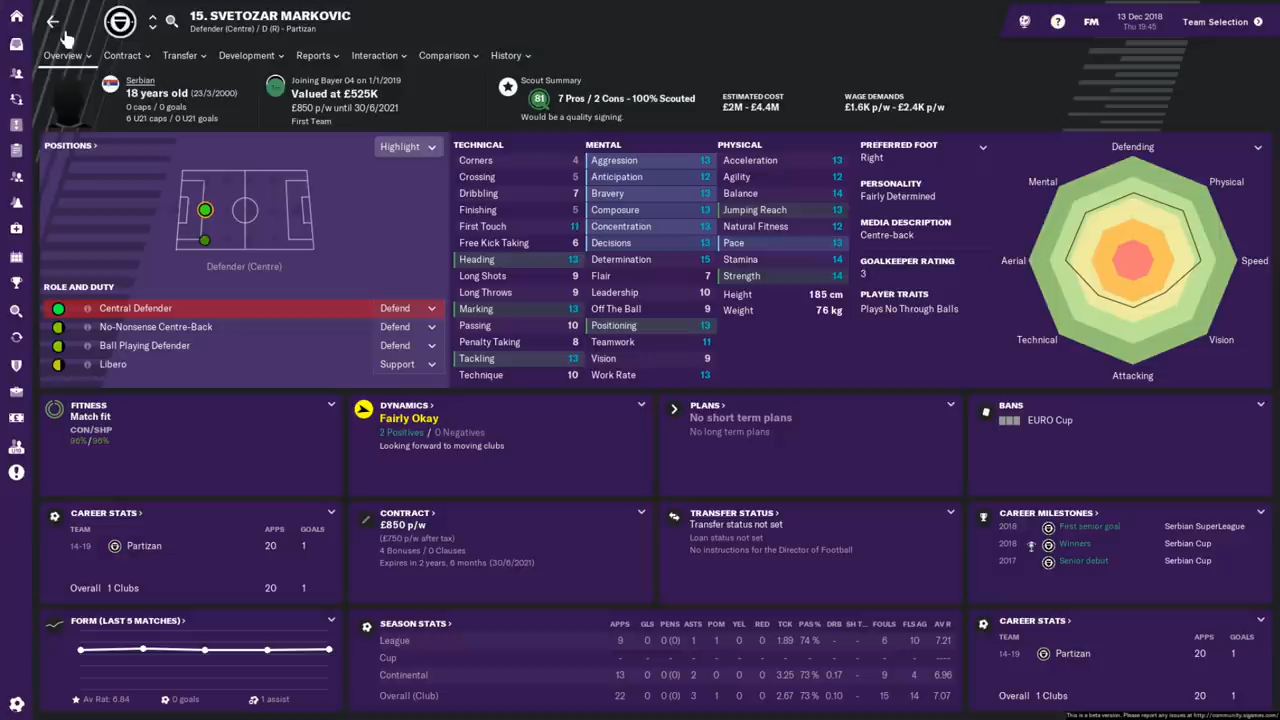 15. SVETOZAR MARKOVIC
Defender (Centre) / D (R) - Partizan
13 Dec 2018
Thu 19:45
FM
Team Selection
Overview
Contract
Transfer
Development
Reports
Interaction
Comparison
History
Serbian
18 years old (23/3/2000)
0 caps / 0 goals
6 U21 caps / 0 U21 goals
Joining Bayer 04 on 1/1/2019
Valued at £525K
£850 p/w until 30/6/2021
First Team
Scout Summary
81 7 Pros / 2 Cons - 100% Scouted
Would be a quality signing.
ESTIMATED COST
£2M - £4.4M
WAGE DEMANDS
£1.6K p/w - £2.4K p/w
POSITIONS
Highlight
Defender (Centre)
ROLE AND DUTY
Central Defender Defend
No-Nonsense Centre-Back Defend
Ball Playing Defender Defend
Libero Support
TECHNICAL
Corners 4
Crossing 5
Dribbling 7
Finishing 5
First Touch 11
Free Kick Taking 6
Heading 13
Long Shots 9
Long Throws 9
Marking 13
Passing 10
Penalty Taking 8
Tackling 13
Technique 10
MENTAL
Aggression 13
Anticipation 12
Bravery 13
Composure 13
Concentration 13
Decisions 13
Determination 15
Flair 7
Leadership 10
Off The Ball 9
Positioning 13
Teamwork 11
Vision 9
Work Rate 13
PHYSICAL
Acceleration 13
Agility 12
Balance 14
Jumping Reach 13
Natural Fitness 12
Pace 13
Stamina 14
Strength 14
Height 185 cm
Weight 76 kg
PREFERRED FOOT
Right
PERSONALITY
Fairly Determined
MEDIA DESCRIPTION
Centre-back
GOALKEEPER RATING
3
PLAYER TRAITS
Plays No Through Balls
Defending
Mental
Physical
Aerial
Speed
Technical
Vision
Attacking
FITNESS
Match fit
CON/SHP
DYNAMICS
Fairly Okay
2 Positives / 0 Negatives
Looking forward to moving clubs
PLANS
No short term plans
No long term plans
BANS
EURO Cup
CAREER STATS
TEAM APPS GOALS
14-19 Partizan 20 1
Overall 1 Clubs 20 1
CONTRACT
£850 p/w
(£750 p/w after tax)
4 Bonuses / 0 Clauses
Expires in 2 years, 6 months (30/6/2021)
TRANSFER STATUS
Transfer status not set
Loan status not set
No instructions for the Director of Football
CAREER MILESTONES
2018 First senior goal Serbian SuperLeague
2018 Winners Serbian Cup
2017 Senior debut Serbian Cup
FORM (LAST 5 MATCHES)
Av Rat: 6.84
0 goals
1 assist
SEASON STATS
APPS GLS PENS ASTS POM YEL RED TCK PAS% DRB SH T... FOULS FLS AG AV R
League 9 0 0 (0) 1 1 0 0 1.89 74 % - - 6 10 7.21
Cup - - - - - - - - - - - - - ----
Continental 13 0 0 (0) 2 0 0 0 3.25 73 % 0.17 - 9 4 6.96
Overall (Club) 22 0 0 (0) 3 1 0 0 2.67 73 % 0.10 - 15 14 7.07
CAREER STATS
TEAM APPS GOALS
14-19 Partizan 20 1
Overall 1 Clubs 20 1
This is a beta version. Please report any issues at http://community.sigames.com/